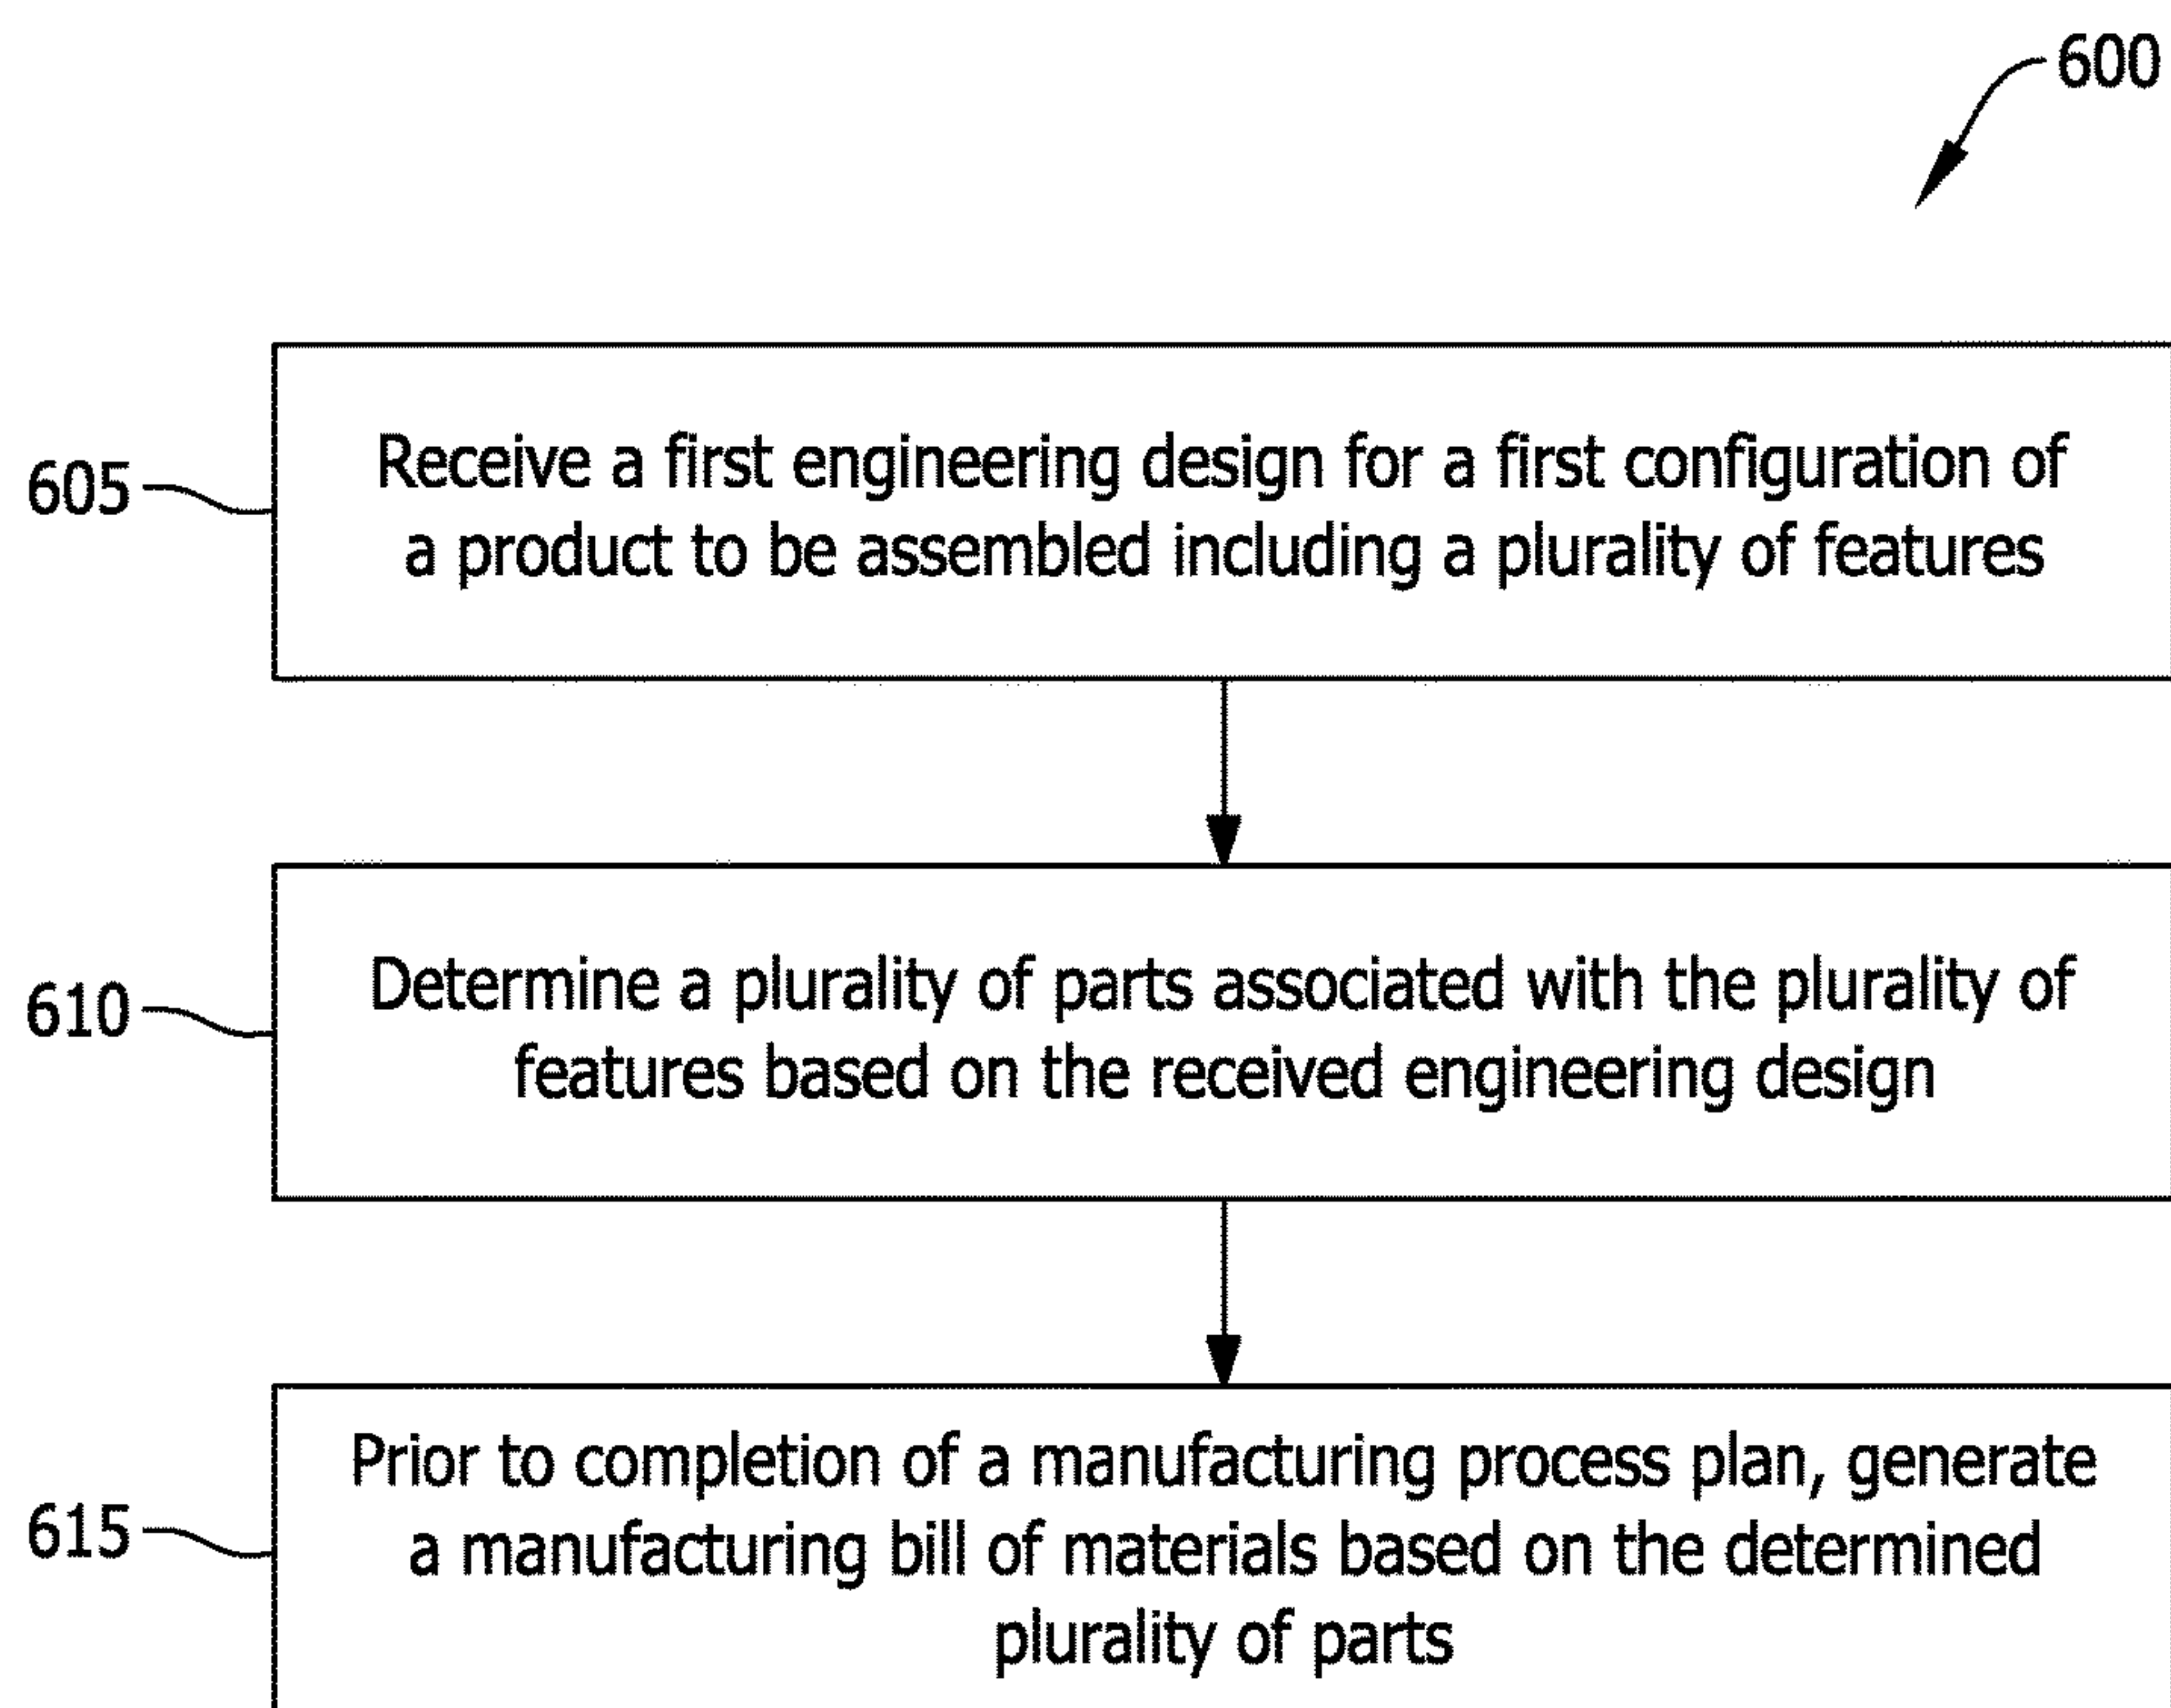 600
605
Receive a first engineering design for a first configuration of
a product to be assembled including a plurality of features
610
Determine a plurality of parts associated with the plurality of
features based on the received engineering design
615
Prior to completion of a manufacturing process plan, generate
a manufacturing bill of materials based on the determined
plurality of parts